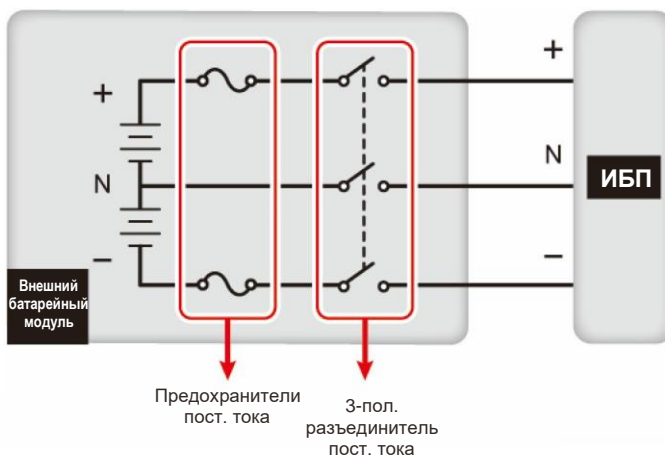 +
+
N
N
ИБП
–
–
Внешний
батарейный
модуль
Предохранители
пост. тока
3-пол.
разъединитель
пост. тока